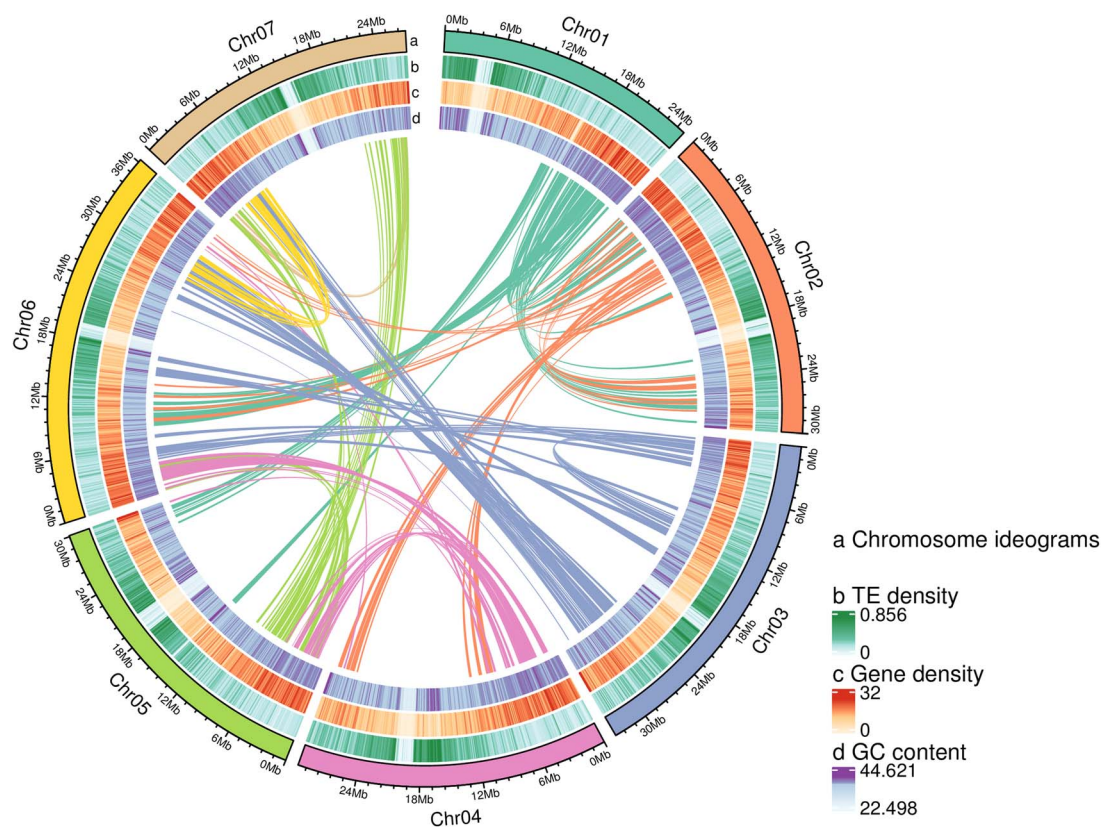 0Mb
6Mb
12Mb
18Mb
24Mb
Chr01
0Mb
6Mb
12Mb
18Mb
24Mb
30Mb
Chr02
0Mb
6Mb
12Mb
18Mb
24Mb
30Mb
Chr03
0Mb
6Mb
12Mb
18Mb
24Mb
Chr04
0Mb
6Mb
12Mb
18Mb
24Mb
30Mb
Chr05
0Mb
6Mb
12Mb
18Mb
24Mb
30Mb
36Mb
Chr06
0Mb
6Mb
12Mb
18Mb
24Mb
Chr07
a
b
c
d
a Chromosome ideograms
b TE density
0.856
0
c Gene density
32
0
d GC content
44.621
22.498